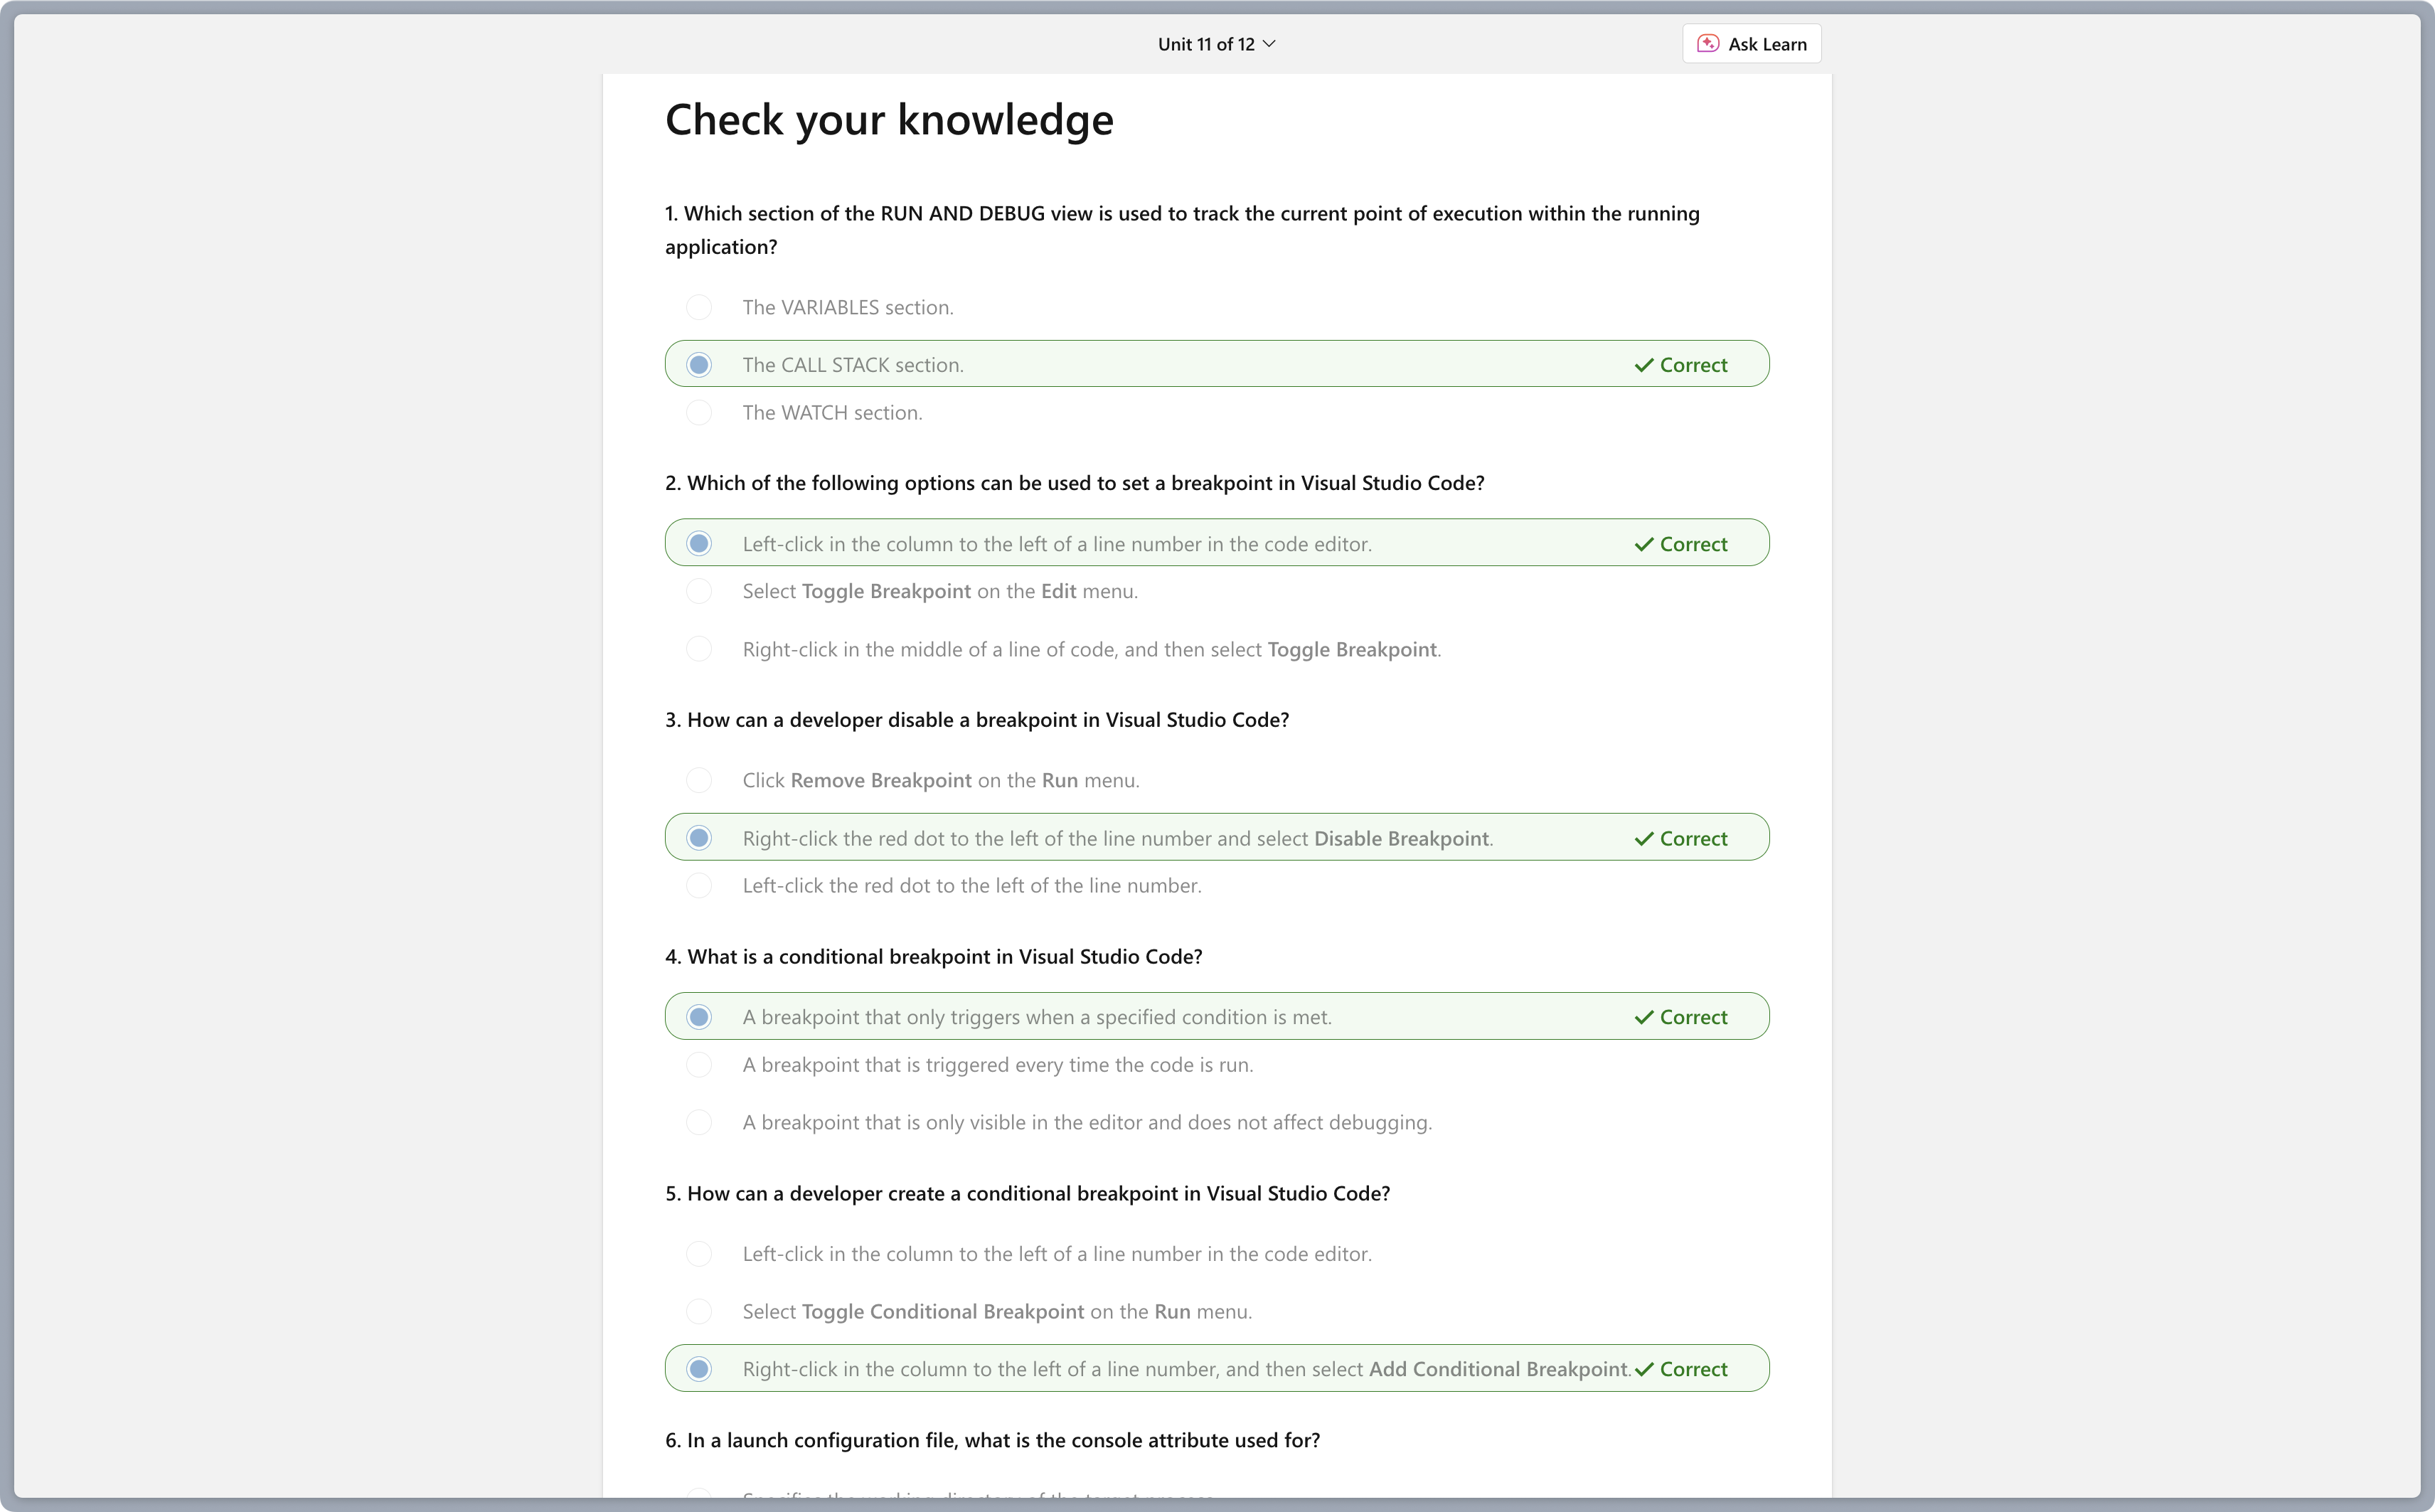 Unit 11 of 12
Ask Learn
Check your knowledge
1. Which section of the RUN AND DEBUG view is used to track the current point of execution within the running
application?
The VARIABLES section.
The CALL STACK section.
Correct
The WATCH section.
2. Which of the following options can be used to set a breakpoint in Visual Studio Code?
Left-click in the column to the left of a line number in the code editor.
Correct
Select Toggle Breakpoint on the Edit menu.
Right-click in the middle of a line of code, and then select Toggle Breakpoint.
3. How can a developer disable a breakpoint in Visual Studio Code?
Click Remove Breakpoint on the Run menu.
Right-click the red dot to the left of the line number and select Disable Breakpoint.
Correct
Left-click the red dot to the left of the line number.
4. What is a conditional breakpoint in Visual Studio Code?
A breakpoint that only triggers when a specified condition is met.
Correct
A breakpoint that is triggered every time the code is run.
A breakpoint that is only visible in the editor and does not affect debugging.
5. How can a developer create a conditional breakpoint in Visual Studio Code?
Left-click in the column to the left of a line number in the code editor.
Select Toggle Conditional Breakpoint on the Run menu.
Right-click in the column to the left of a line number, and then select Add Conditional Breakpoint.
Correct
6. In a launch configuration file, what is the console attribute used for?